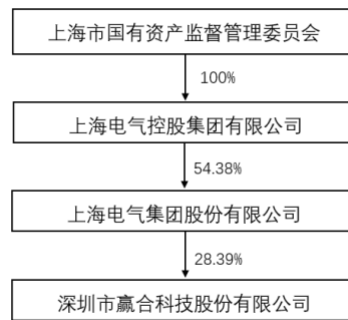 上海市国有资产监督管理委员会
100%
上海电气控股集团有限公司
54.38%
上海电气集团股份有限公司
28.39%
深圳市赢合科技股份有限公司